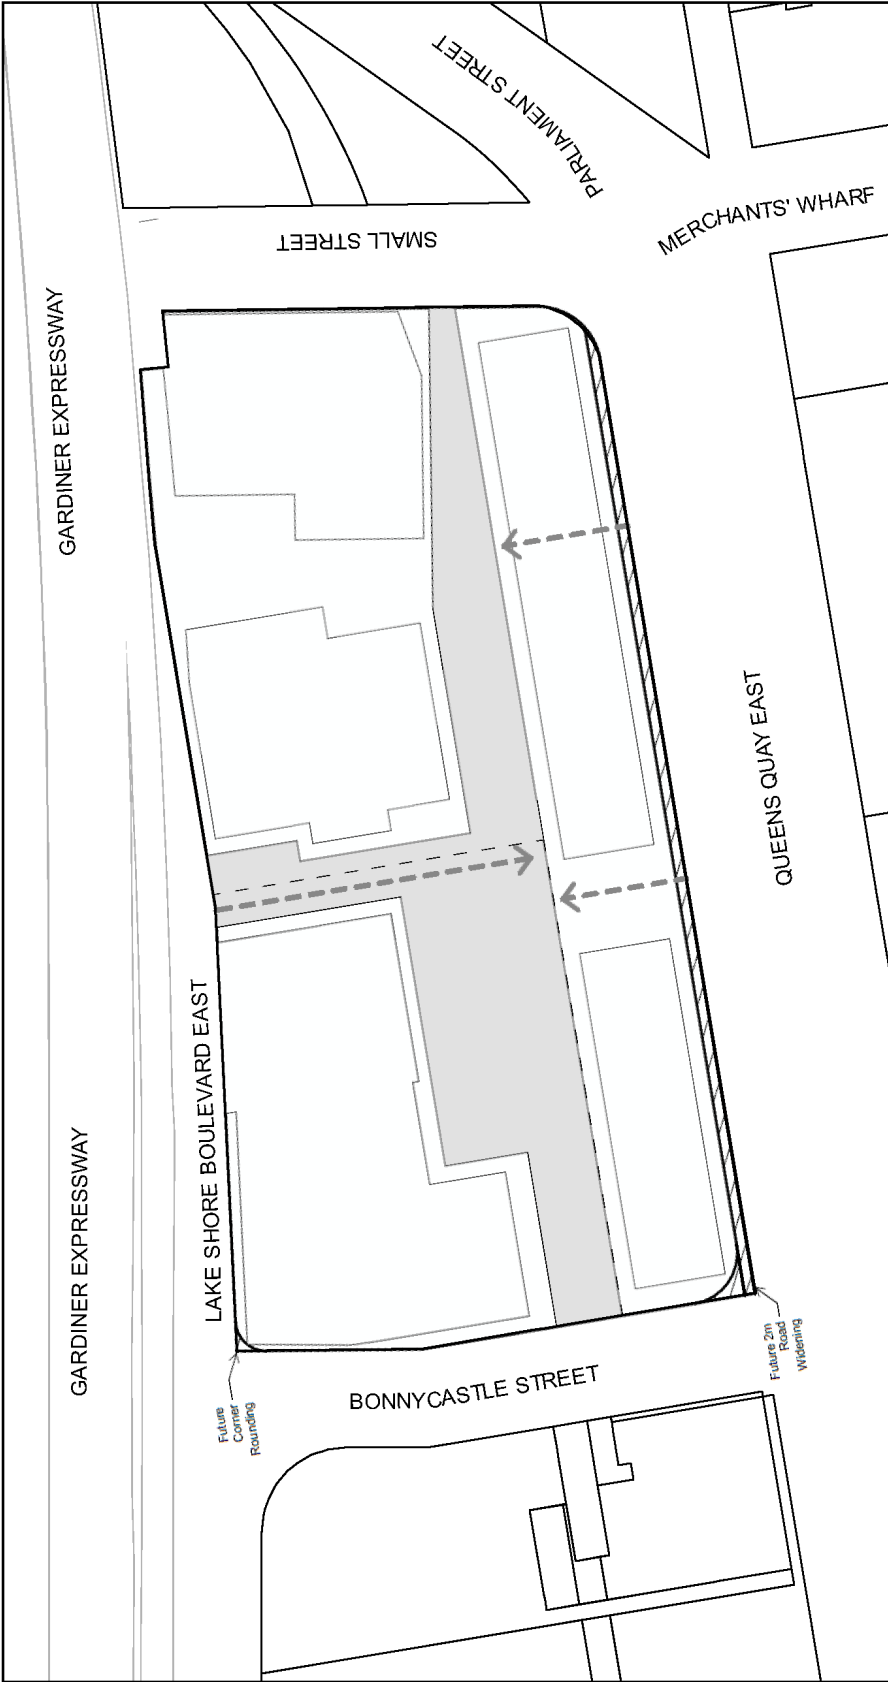 PARLIAMENT STREET
MERCHANTS' WHARF
SMALL STREET
GARDINER EXPRESSWAY
QUEENS QUAY EAST
LAKE SHORE BOULEVARD EAST
GARDINER EXPRESSWAY
BONNYCASTLE STREET
Future
Corner
Rounding
Future 2m
Road
Widening